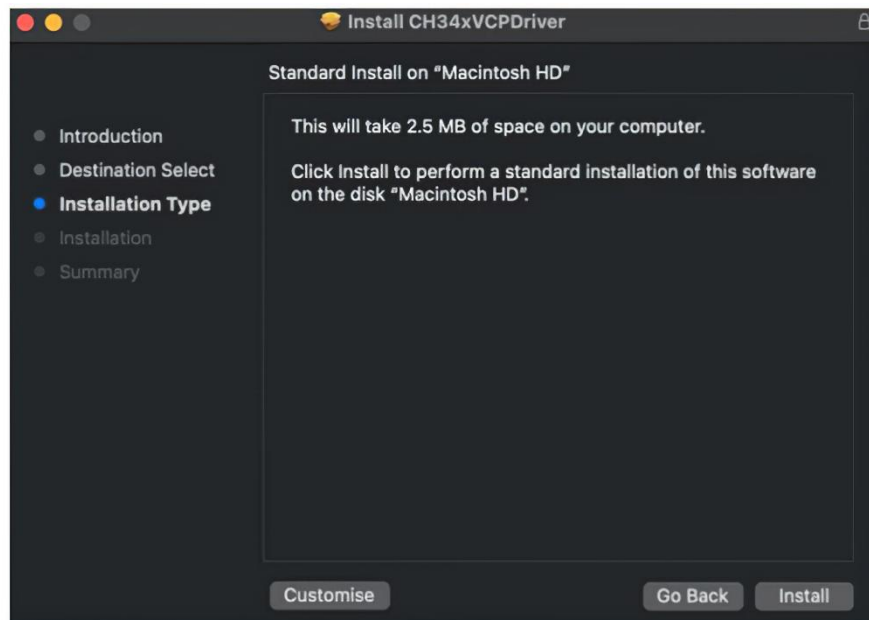 Install CH34xVCPDriver
Standard Install on "Macintosh HD"
Introduction
Destination Select
Installation Type
Installation
Summary
This will take 2.5 MB of space on your computer.
Click Install to perform a standard installation of this software
on the disk "Macintosh HD".
Customise
Go Back
Install